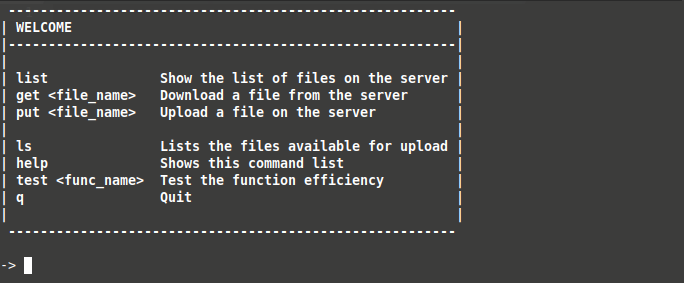 WELCOME
list Show the list of files on the server
get <file_name> Download a file from the server
put <file_name> Upload a file on the server
ls Lists the files available for upload
help Shows this command list
test <func_name> Test the function efficiency
q Quit
->